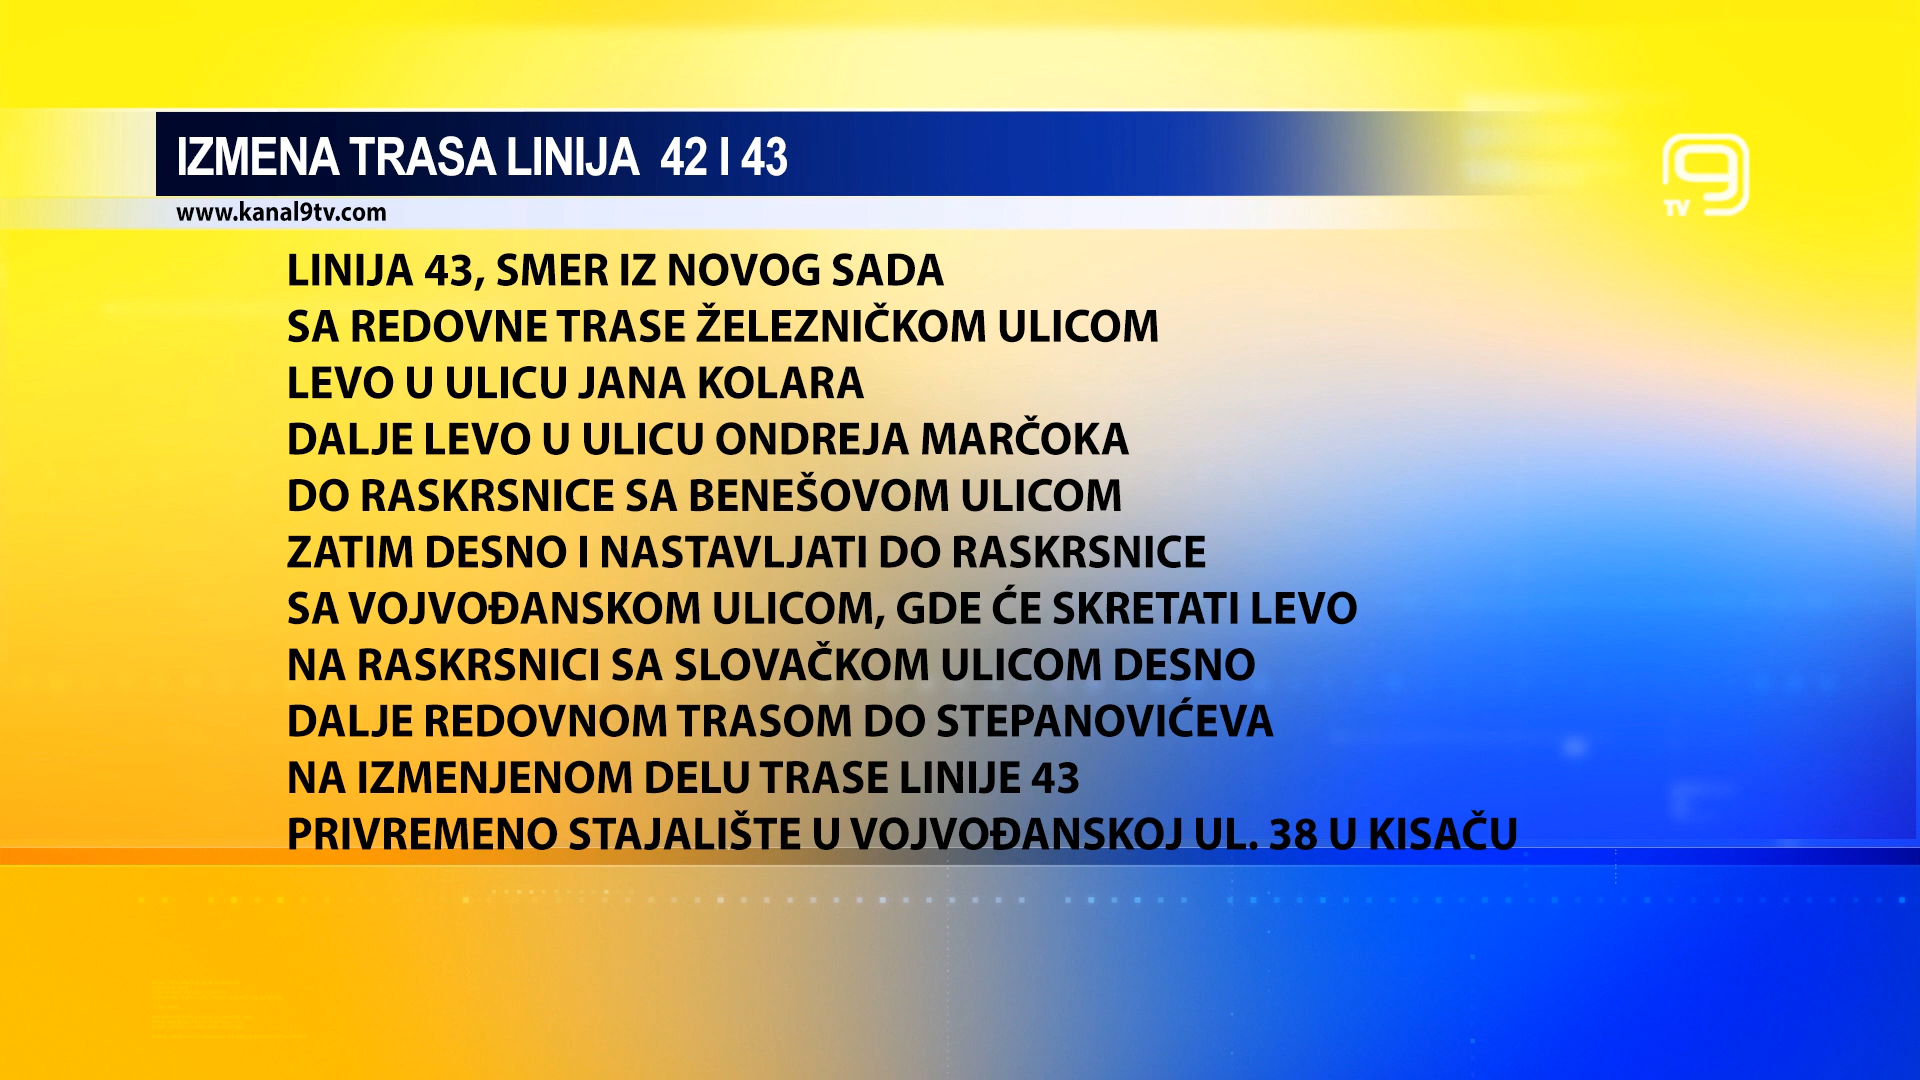 IZMENA TRASA LINIJA 42 I 43
www.kanal9tv.com
9
TV
LINIJA 43, SMER IZ NOVOG SADA
SA REDOVNE TRASE ŽELEZNIČKOM ULICOM
LEVO U ULICU JANA KOLARA
DALJE LEVO U ULICU ONDREJA MARČOKA
DO RASKRSNICE SA BENEŠOVOM ULICOM
ZATIM DESNO I NASTAVLJATI DO RASKRSNICE
SA VOJVOĐANSKOM ULICOM, GDE ĆE SKRETATI LEVO
NA RASKRSNICI SA SLOVAČKOM ULICOM DESNO
DALJE REDOVNOM TRASOM DO STEPANOVIĆEVA
NA IZMENJENOM DELU TRASE LINIJE 43
PRIVREMENO STAJALIŠTE U VOJVOĐANSKOJ UL. 38 U KISAČU